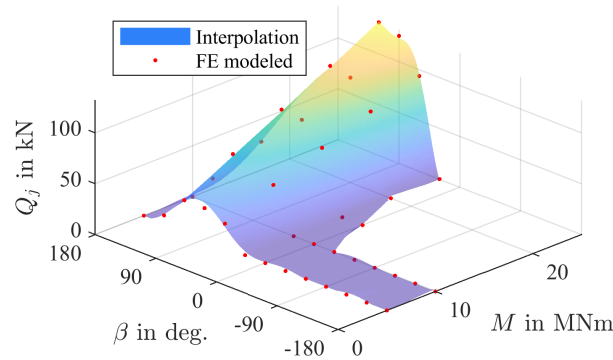 Interpolation
FE modeled
100
50
0
Q_j in kN
180
90
0
-90
-180
β in deg.
0
10
20
M in MNm